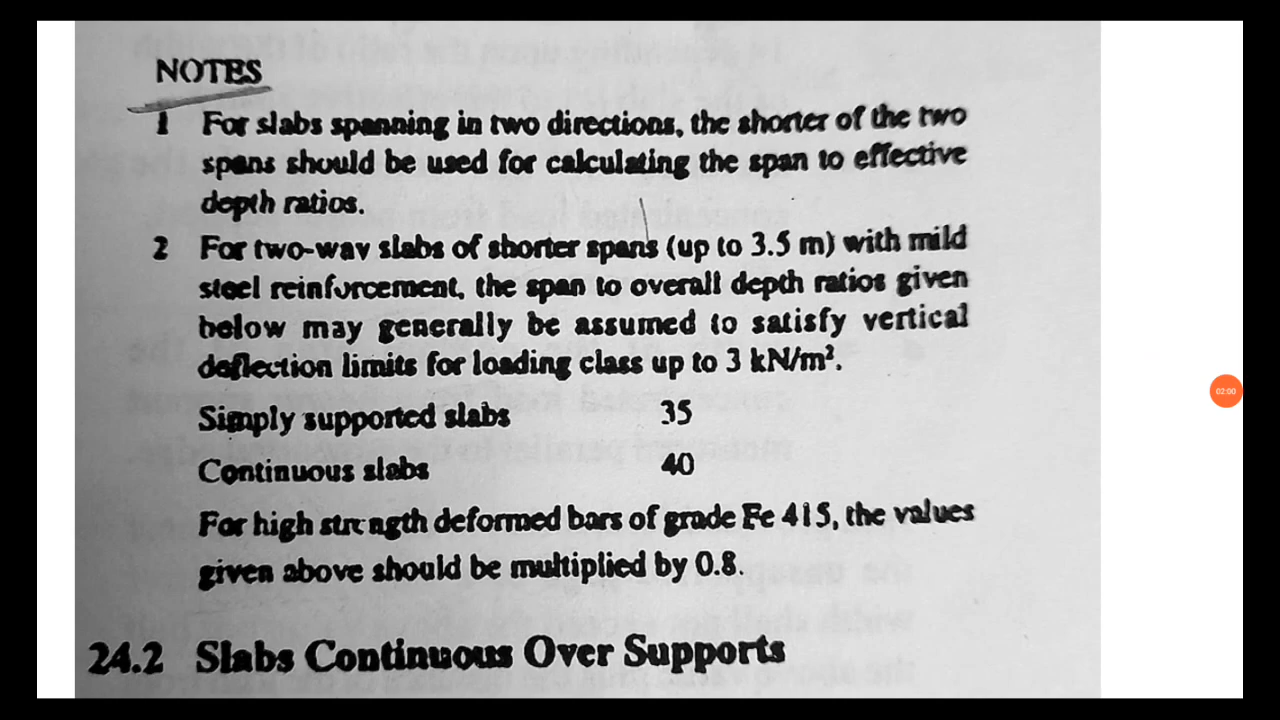 NOTES
1 For slabs spanning in two directions, the shorter of the two
spans should be used for calculating the span to effective
depth ratios.
2 For two-way slabs of shorter spans (up to 3.5 m) with mild
steel reinforcement, the span to overall depth ratios given
below may generally be assumed to satisfy vertical
deflection limits for loading class up to 3 kN/m².
Simply supported slabs 35
Continuous slabs 40
For high strength deformed bars of grade Fe 415, the values
given above should be multiplied by 0.8.
24.2 Slabs Continuous Over Supports
02:00